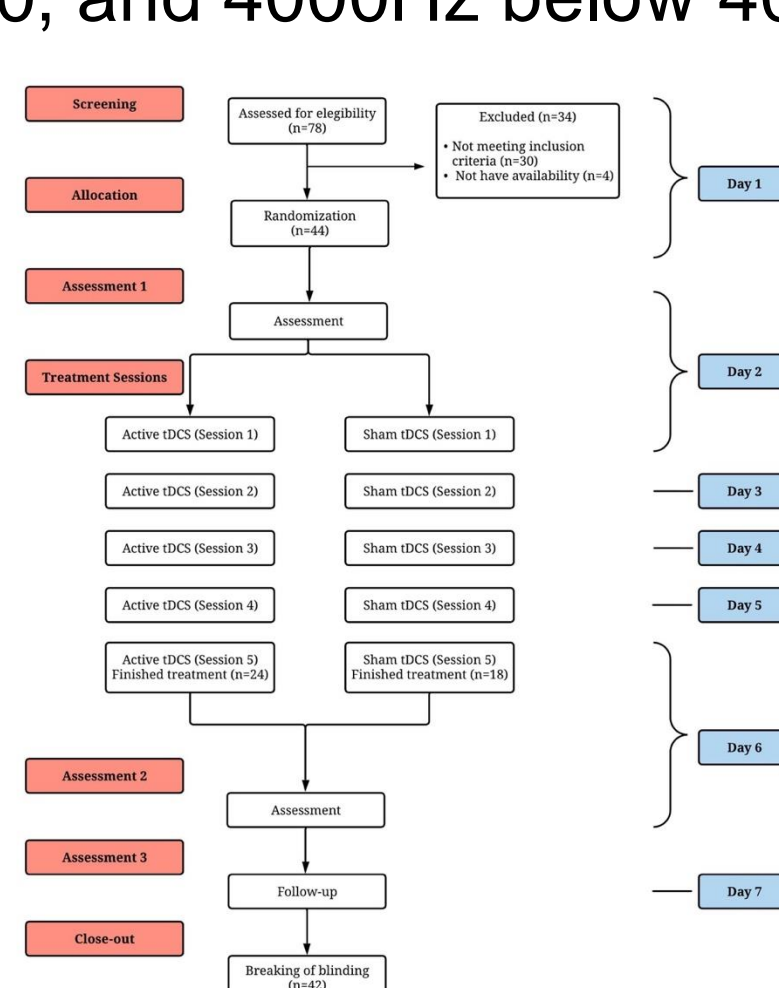 0, and 4000Hz below 40
Screening
Assessed for elegibility
(n=78)
Excluded (n=34)
• Not meeting inclusion
criteria (n=30)
• Not have availability (n=4)
Day 1
Allocation
Randomization
(n=44)
Assessment 1
Assessment
Day 2
Treatment Sessions
Active tDCS (Session 1)
Sham tDCS (Session 1)
Active tDCS (Session 2)
Sham tDCS (Session 2)
Day 3
Active tDCS (Session 3)
Sham tDCS (Session 3)
Day 4
Active tDCS (Session 4)
Sham tDCS (Session 4)
Day 5
Active tDCS (Session 5)
Finished treatment (n=24)
Sham tDCS (Session 5)
Finished treatment (n=18)
Day 6
Assessment 2
Assessment
Assessment 3
Follow-up
Day 7
Close-out
Breaking of blinding
(n=42)